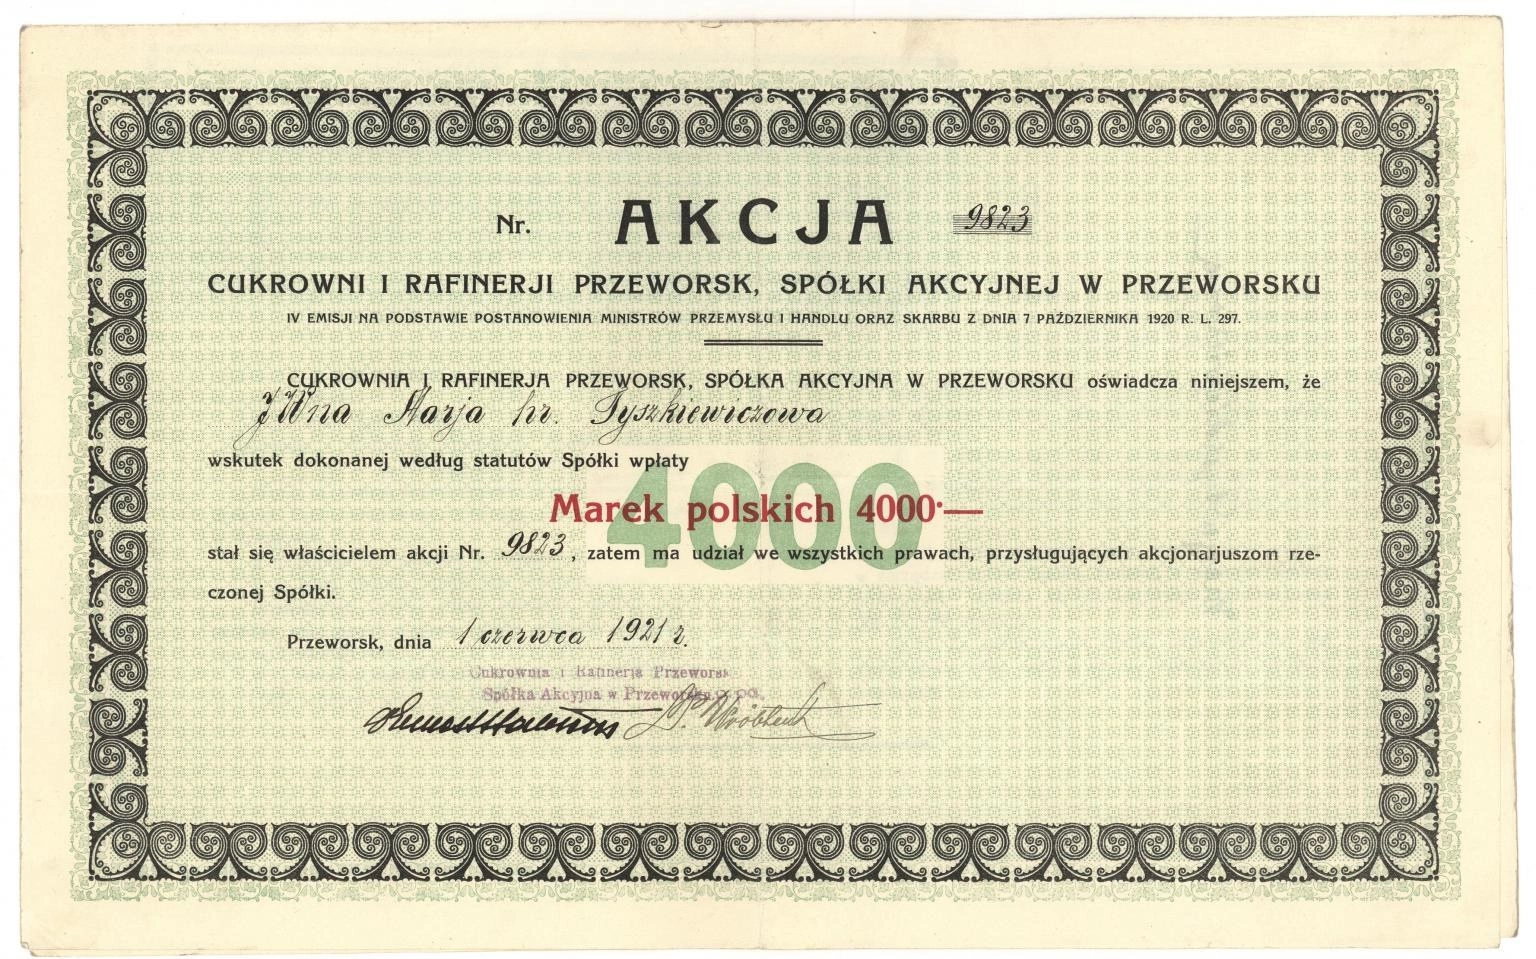 Nr. AKCJA 9823
CUKROWNI I RAFINERJI PRZEWORSK, SPÓŁKI AKCYJNEJ W PRZEWORSKU
IV EMISJI NA PODSTAWIE POSTANOWIENIA MINISTRÓW PRZEMYSŁU I HANDLU ORAZ SKARBU Z DNIA 7 PAŹDZIERNIKA 1920 R. L. 297.
CUKROWNIA I RAFINERJA PRZEWORSK, SPÓŁKA AKCYJNA W PRZEWORSKU oświadcza niniejszem, że
JWna Marja hr. Tyszkiewiczowa
wskutek dokonanej według statutów Spółki wpłaty
4000
Marek polskich 4000·—
stał się właścicielem akcji Nr. 9823, zatem ma udział we wszystkich prawach, przysługujących akcjonarjuszom rze-
czonej Spółki.
Przeworsk, dnia 1 czerwca 1921 r.
Cukrownia i Rafinerja Przeworsk
Spółka Akcyjna w Przeworsku